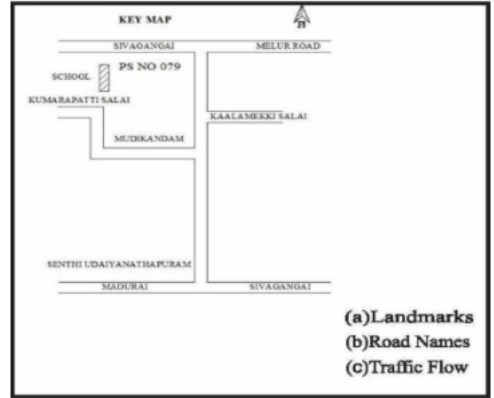 KEY MAP
N
SIVAGANGAI MELUR ROAD
PS NO 079
SCHOOL
KUMARAPATTI SALAI
KAALAMEKKI SALAI
MUDIKANDAM
SENTHI UDAIYANATHAPURAM
MADURAI SIVAGANGAI
(a)Landmarks
(b)Road Names
(c)Traffic Flow